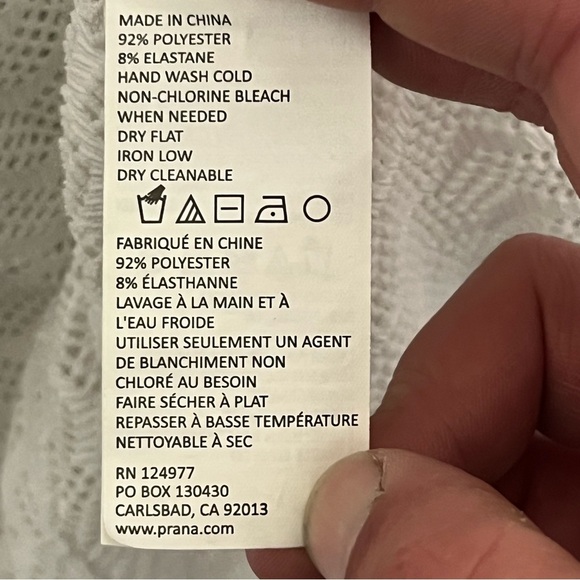 MADE IN CHINA
92% POLYESTER
8% ELASTANE
HAND WASH COLD
NON-CHLORINE BLEACH
WHEN NEEDED
DRY FLAT
IRON LOW
DRY CLEANABLE
FABRIQUÉ EN CHINE
92% POLYESTER
8% ÉLASTHANNE
LAVAGE À LA MAIN ET À
L'EAU FROIDE
UTILISER SEULEMENT UN AGENT
DE BLANCHIMENT NON
CHLORÉ AU BESOIN
FAIRE SÉCHER À PLAT
REPASSER À BASSE TEMPÉRATURE
NETTOYABLE À SEC
RN 124977
PO BOX 130430
CARLSBAD, CA 92013
www.prana.com